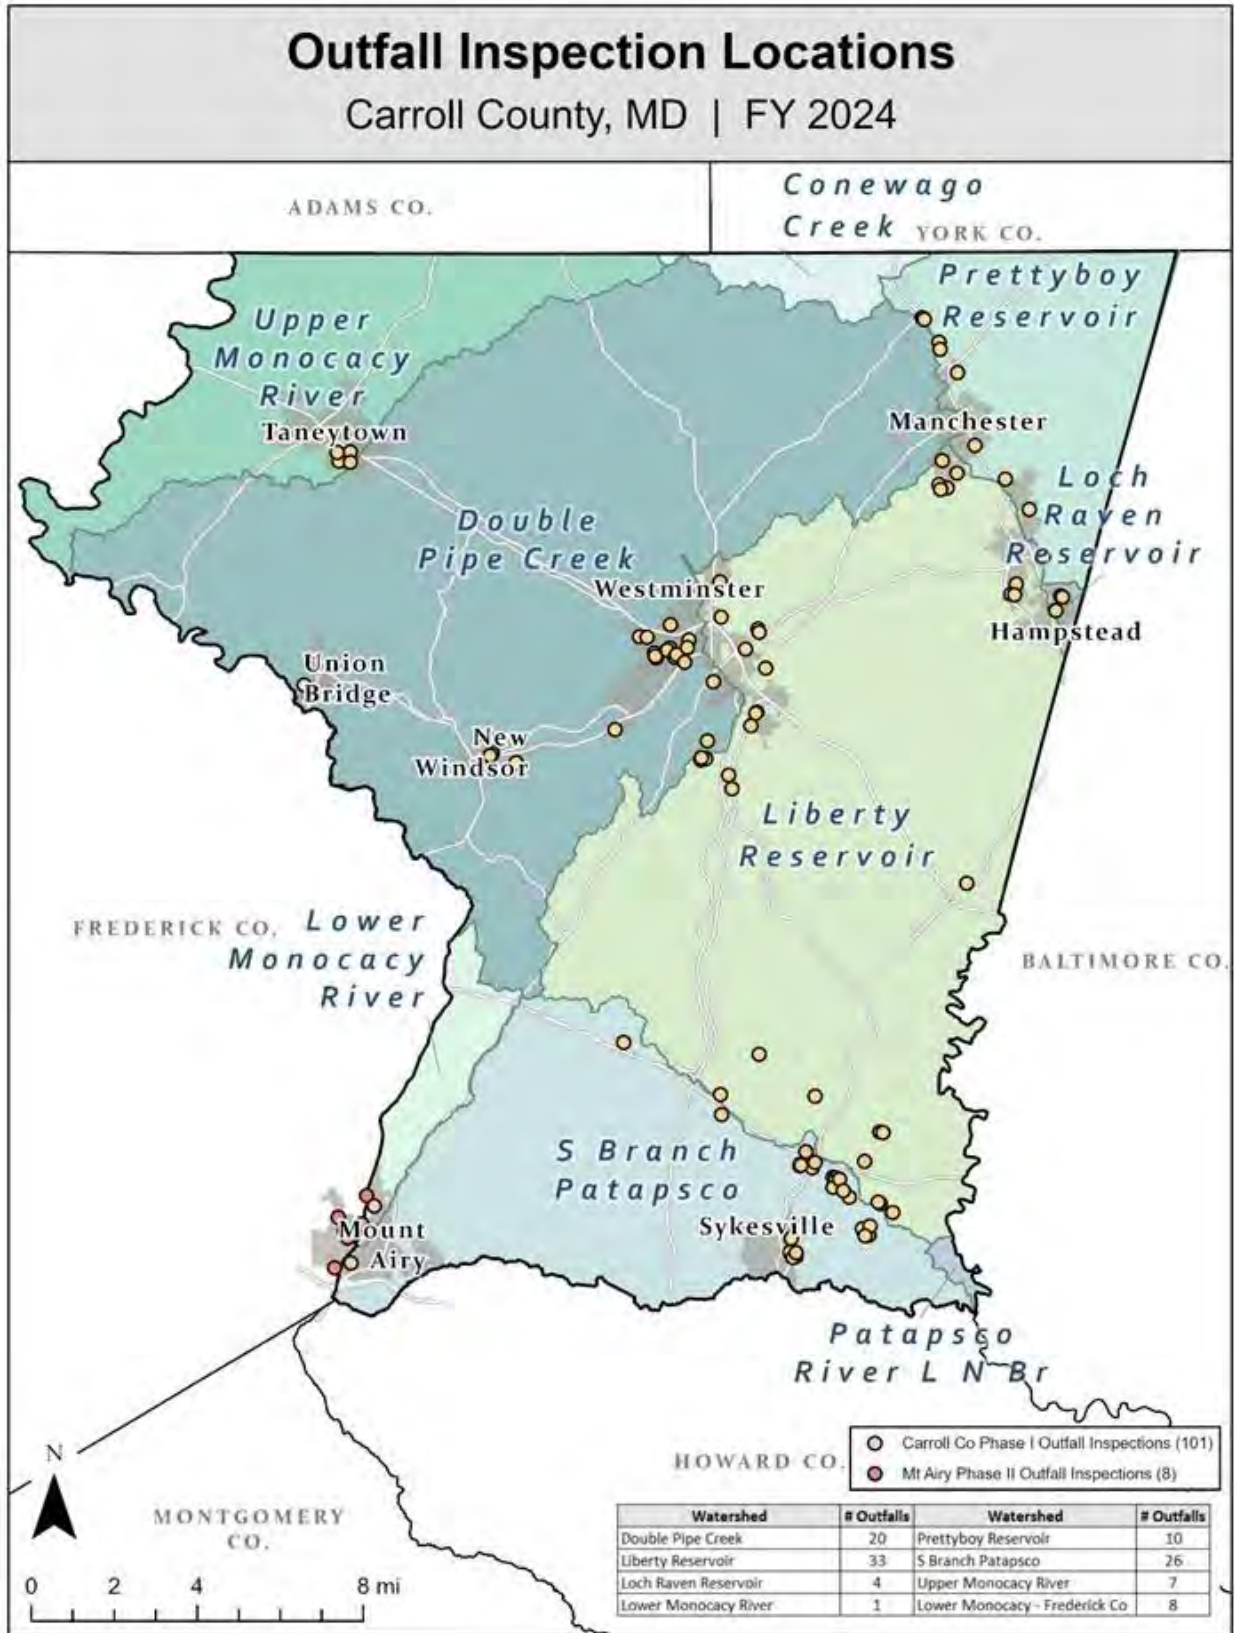 Outfall Inspection Locations
Carroll County, MD | FY 2024
ADAMS CO.
Conewago
Creek
YORK CO.
Prettyboy
Reservoir
Upper
Monocacy
River
Taneytown
Manchester
Loch
Raven
Reservoir
Double
Pipe Creek
Westminster
Hampstead
Union
Bridge
New
Windsor
Liberty
Reservoir
FREDERICK CO.
Lower
Monocacy
River
BALTIMORE CO.
S Branch
Patapsco
Sykesville
Mount
Airy
Patapsco
River L N Br
N
HOWARD CO.
MONTGOMERY
CO.
Carroll Co Phase I Outfall Inspections (101)
Mt Airy Phase II Outfall Inspections (8)
Watershed # Outfalls Watershed # Outfalls
Double Pipe Creek 20 Prettyboy Reservoir 10
Liberty Reservoir 33 S Branch Patapsco 26
Loch Raven Reservoir 4 Upper Monocacy River 7
Lower Monocacy River 1 Lower Monocacy - Frederick Co 8
0 2 4 8 mi